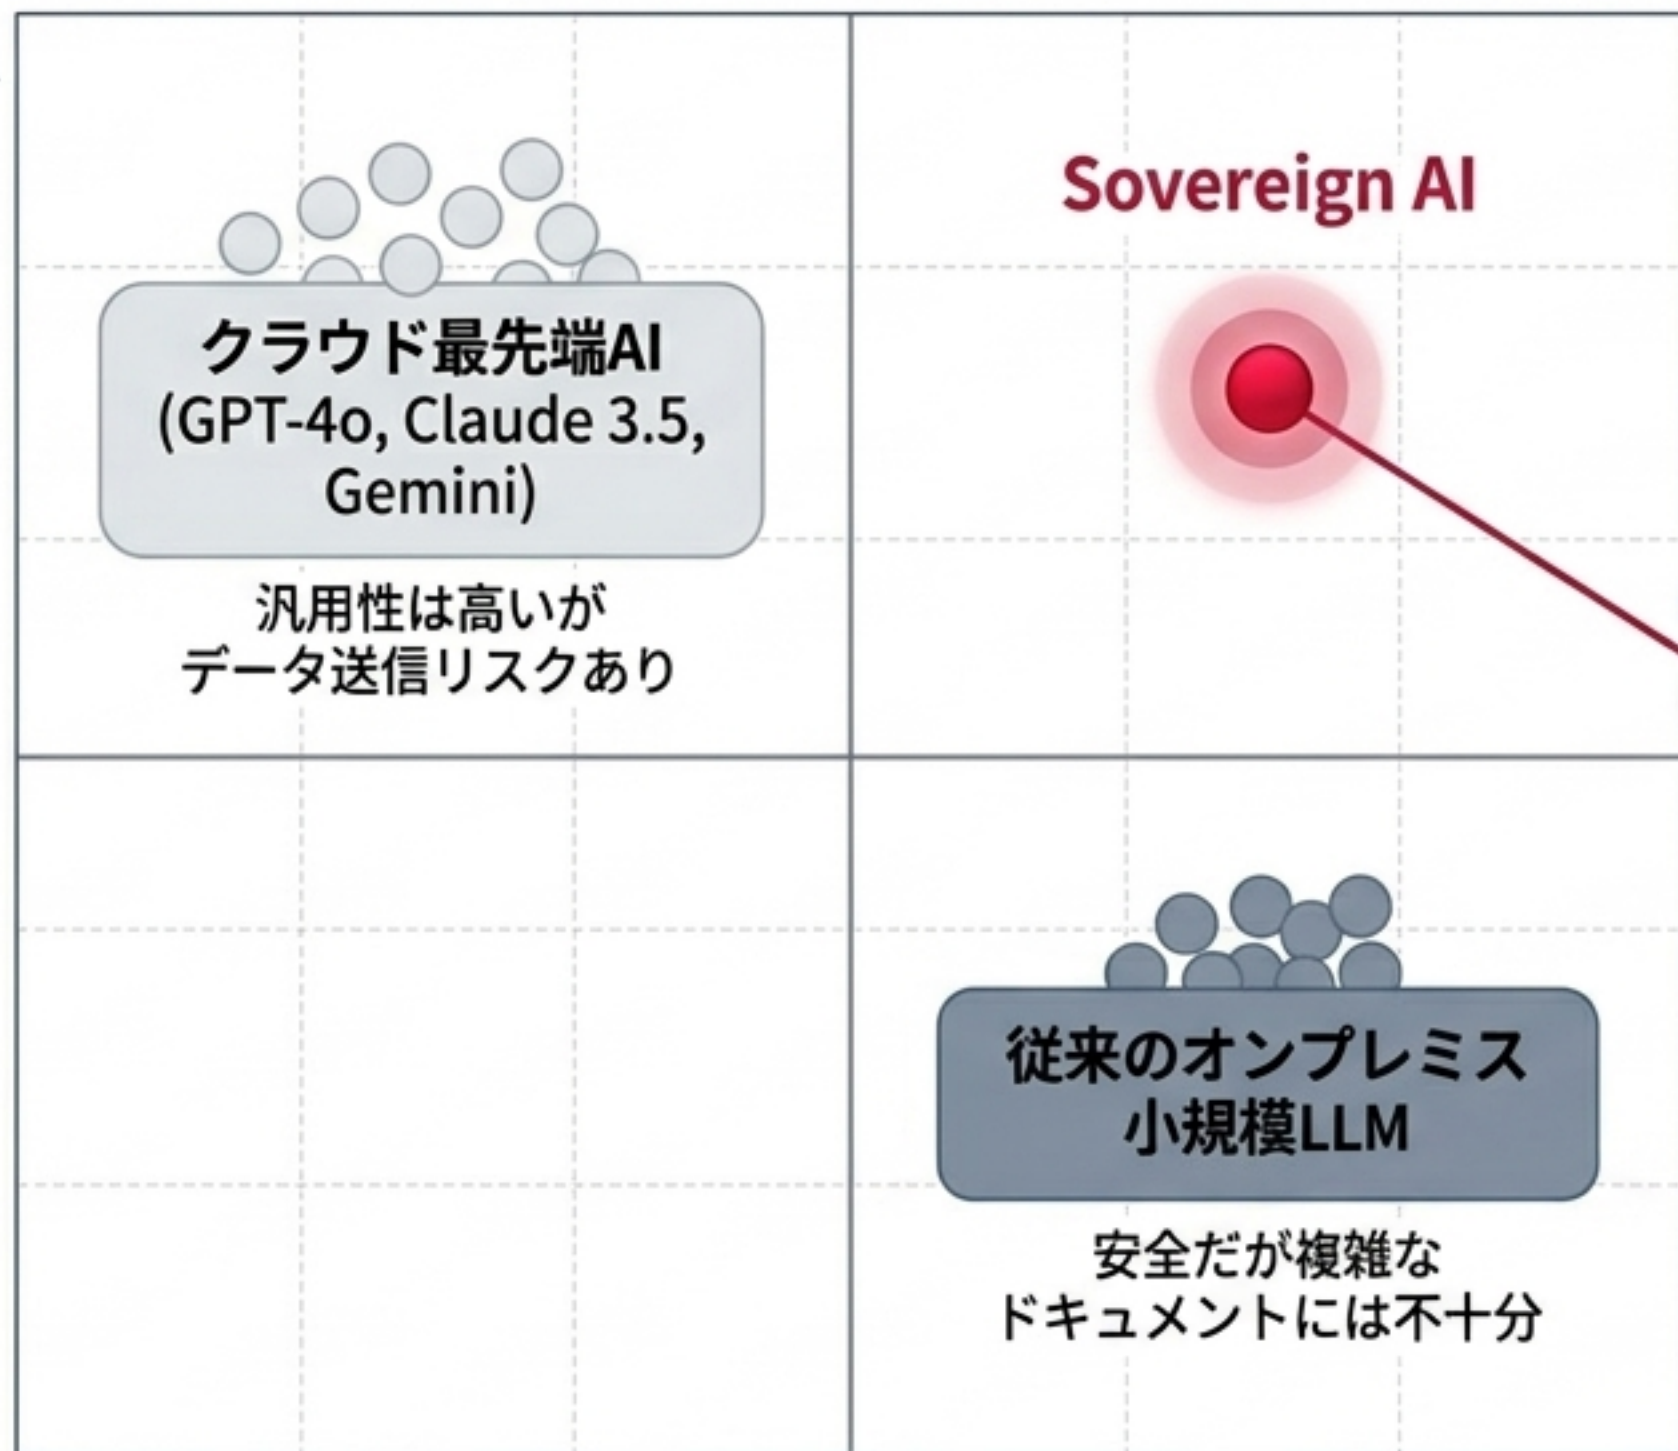 クラウド最先端AI
(GPT-4o, Claude 3.5,
Gemini)
汎用性は高いが
データ送信リスクあり
Sovereign AI
従来のオンプレミス
小規模LLM
安全だが複雑な
ドキュメントには不十分